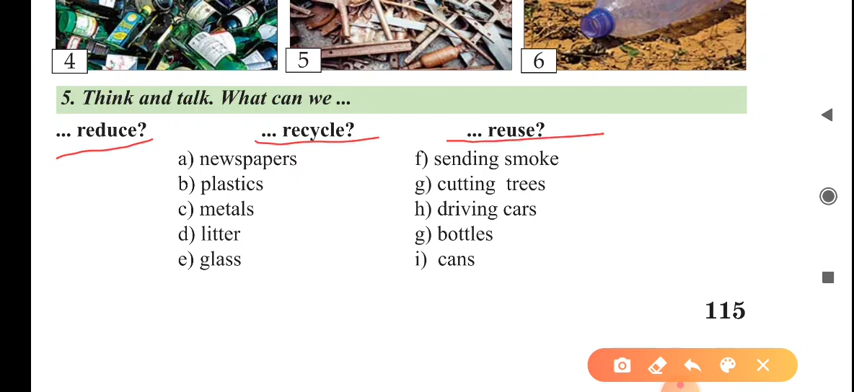 4
5
6
5. Think and talk. What can we ...
... reduce? ... recycle? ... reuse?
a) newspapers
b) plastics
c) metals
d) litter
e) glass
f) sending smoke
g) cutting trees
h) driving cars
g) bottles
i) cans
115